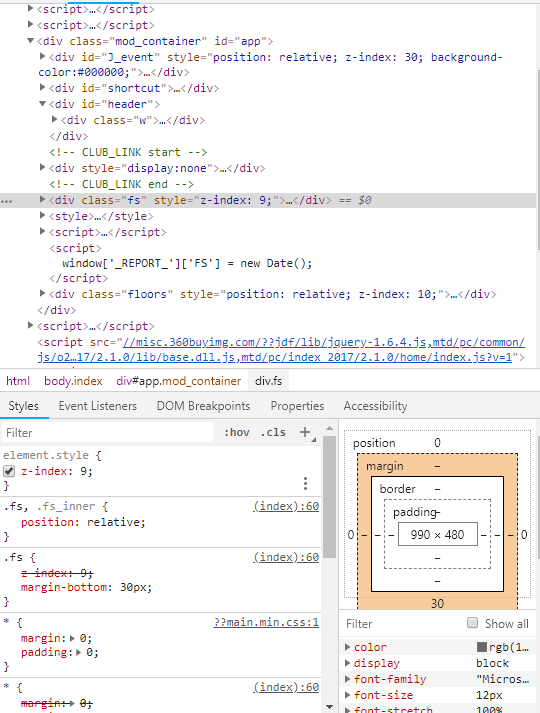 <script>…</script>
<script>…</script>
<div class="mod_container" id="app">
<div id="J_event" style="position: relative; z-index: 30; background-
color:#000000;">…</div>
<div id="shortcut">…</div>
<div id="header">
<div class="w">…</div>
</div>
<!-- CLUB_LINK start -->
<div style="display:none">…</div>
<!-- CLUB_LINK end -->
… <div class="fs" style="z-index: 9;">…</div> == $0
<style>…</style>
<script>…</script>
<script>
window['_REPORT_']['FS'] = new Date();
</script>
<div class="floors" style="position: relative; z-index: 10;">…</div>
</div>
<script>…</script>
<script src="//misc.360buyimg.com/??jdf/lib/jquery-1.6.4.js,mtd/pc/common/
js/o2…17/2.1.0/lib/base.dll.js,mtd/pc/index_2017/2.1.0/home/index.js?v=1">
html body.index div#app.mod_container div.fs
Styles Event Listeners DOM Breakpoints Properties Accessibility
Filter :hov .cls +
element.style {
z-index: 9;
}
.fs, .fs_inner { (index):60
position: relative;
}
.fs { (index):60
z-index: 9;
margin-bottom: 30px;
}
* { ??main.min.css:1
margin: 0;
padding: 0;
}
* { (index):60
margin: 0;
position 0
margin –
border –
padding –
0 – – – 990 × 480 – – – 0
–
–
30
Filter Show all
color rgb(1…
display block
font-family "Micros…
font-size 12px
font-stretch 100%